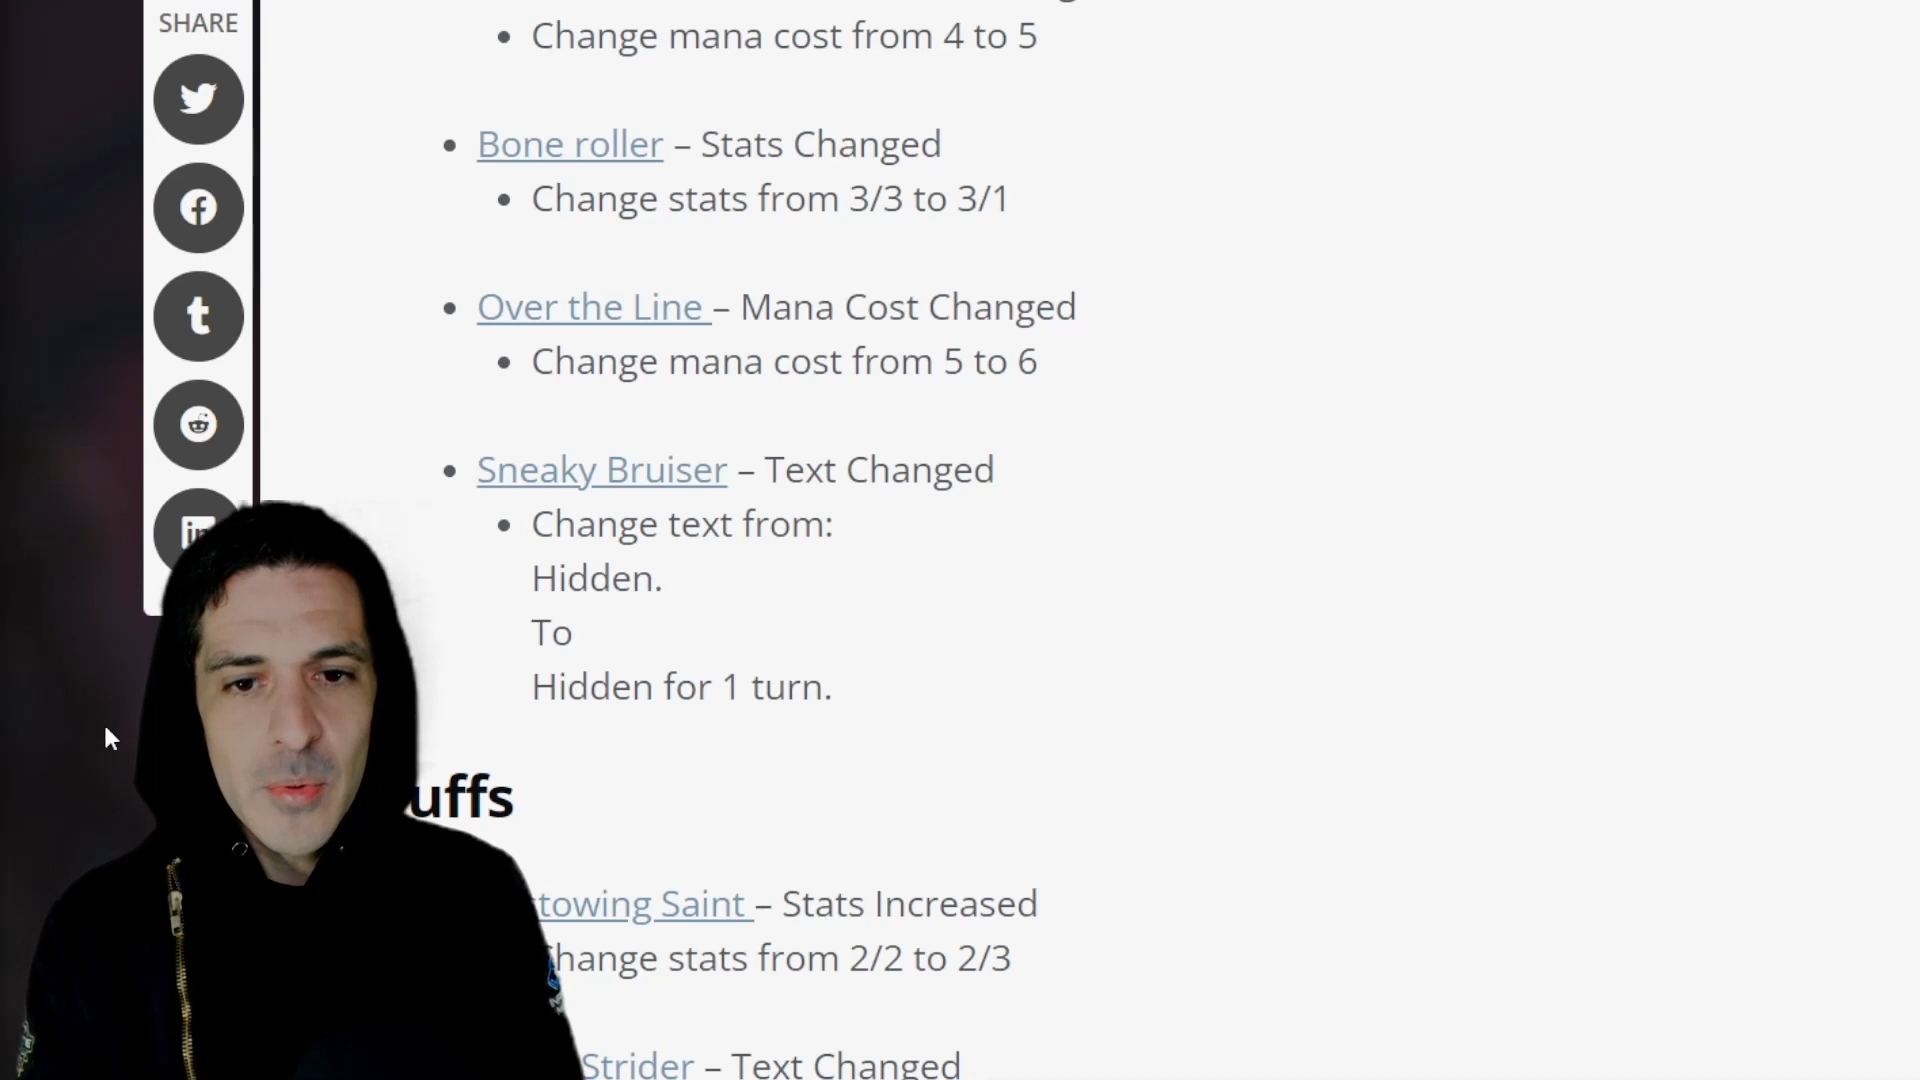 SHARE
Change mana cost from 4 to 5
Bone roller – Stats Changed
Change stats from 3/3 to 3/1
Over the Line – Mana Cost Changed
Change mana cost from 5 to 6
Sneaky Bruiser – Text Changed
Change text from:
Hidden.
To
Hidden for 1 turn.
uffs
towing Saint – Stats Increased
hange stats from 2/2 to 2/3
Strider – Text Changed